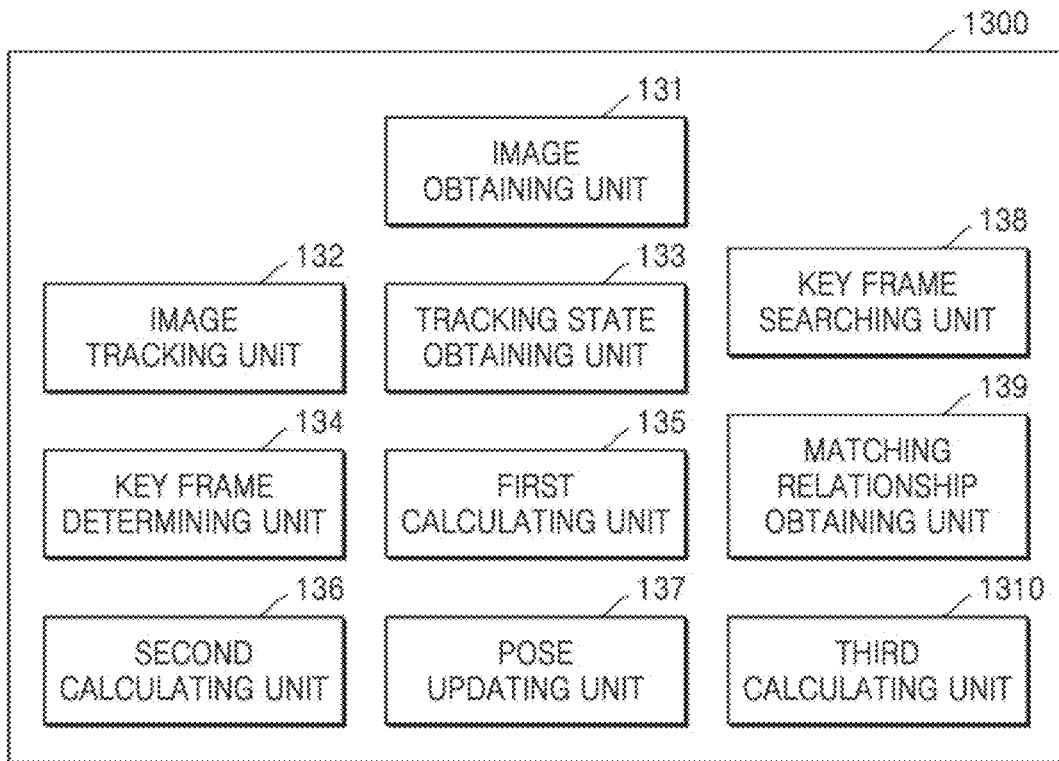 1300
131
IMAGE
OBTAINING UNIT
132
IMAGE
TRACKING UNIT
133
TRACKING STATE
OBTAINING UNIT
138
KEY FRAME
SEARCHING UNIT
134
KEY FRAME
DETERMINING UNIT
135
FIRST
CALCULATING UNIT
139
MATCHING
RELATIONSHIP
OBTAINING UNIT
136
SECOND
CALCULATING UNIT
137
POSE
UPDATING UNIT
1310
THIRD
CALCULATING UNIT